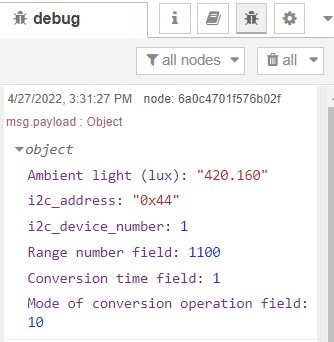 debug
all nodes
all
4/27/2022, 3:31:27 PM node: 6a0c4701f576b02f
msg.payload : Object
object
Ambient light (lux): "420.160"
i2c_address: "0x44"
i2c_device_number: 1
Range number field: 1100
Conversion time field: 1
Mode of conversion operation field:
10